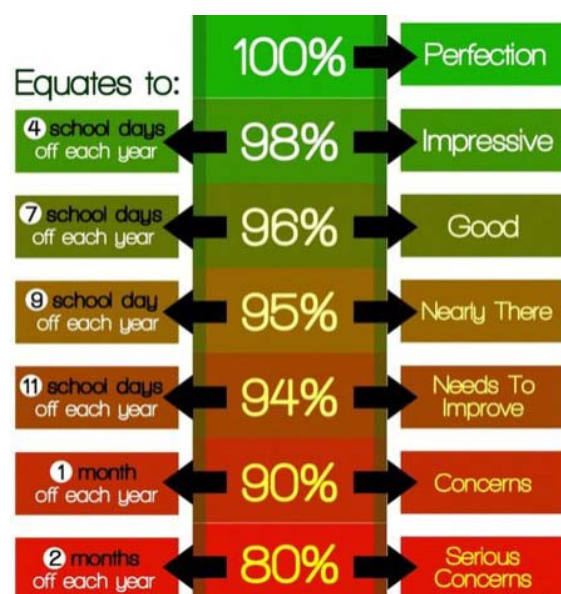 100%
Perfection
Equates to:
4 school days
off each year
98%
Impressive
7 school days
off each year
96%
Good
9 school day
off each year
95%
Nearly There
11 school days
off each year
94%
Needs To
Improve
1 month
off each year
90%
Concerns
2 months
off each year
80%
Serious
Concerns